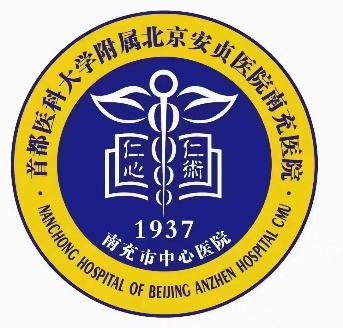 首都医科大学附属北京安贞医院南充医院
仁心
仁術
1937
南充市中心医院
NANCHONG HOSPITAL OF BEIJING ANZHEN HOSPITAL CMU